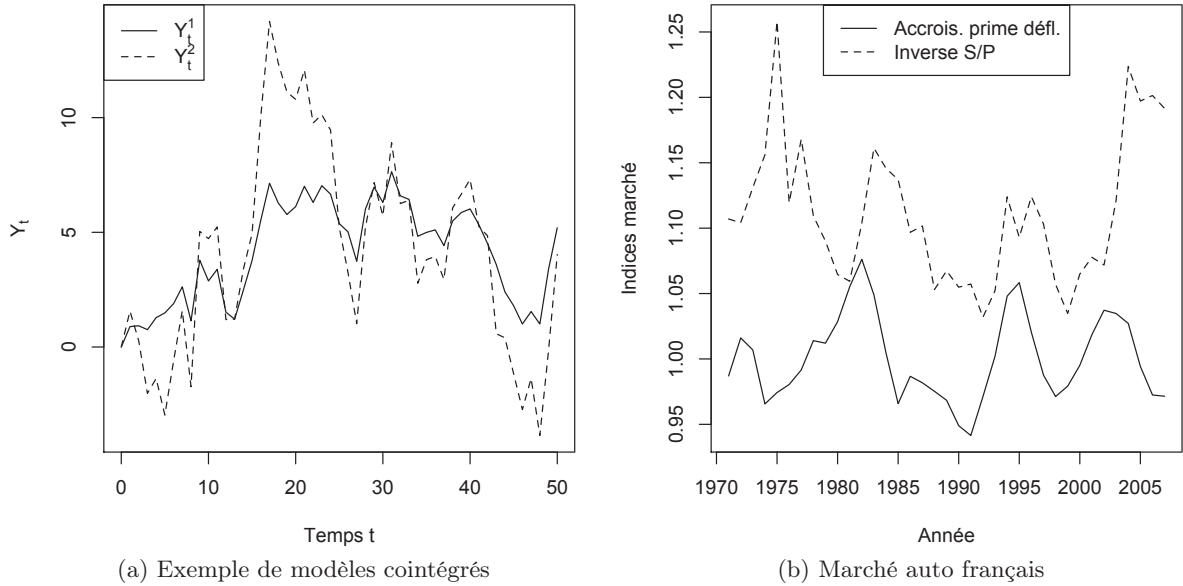 Y_t^1
Y_t^2
Y_t
0
5
10
0
10
20
30
40
50
Temps t
(a) Exemple de modèles cointégrés
Accrois. prime défl.
Inverse S/P
Indices marché
0.95
1.00
1.05
1.10
1.15
1.20
1.25
1970
1975
1980
1985
1990
1995
2000
2005
Année
(b) Marché auto français